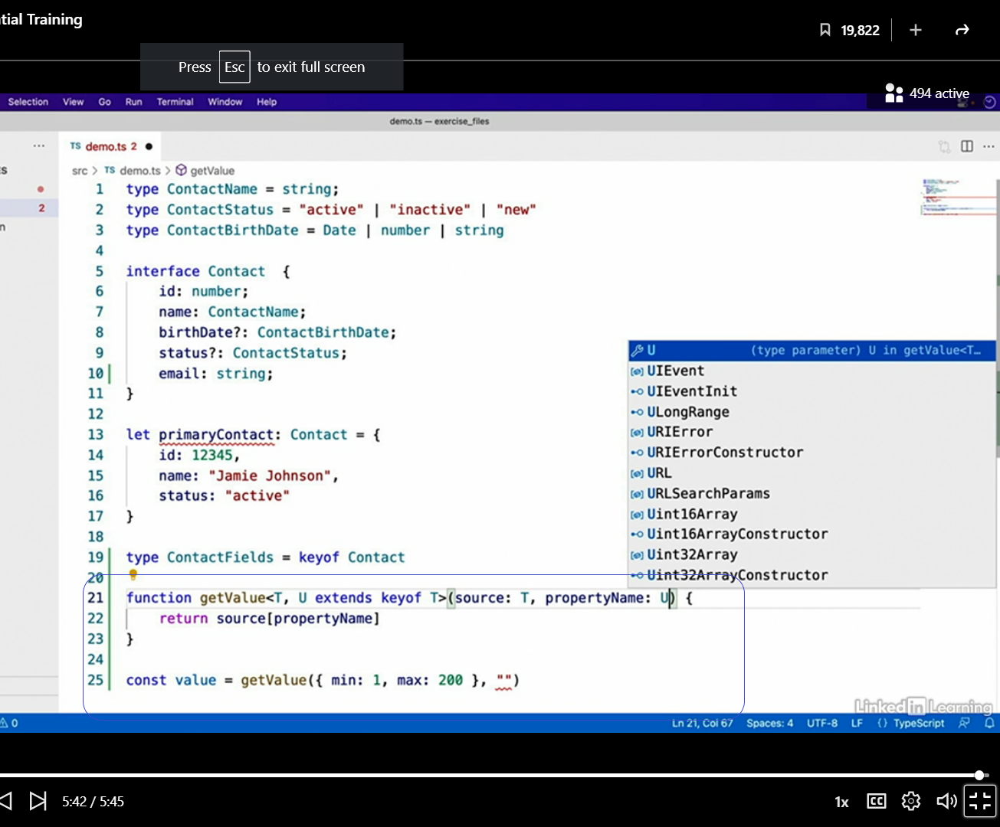 tial Training
19,822
Press Esc to exit full screen
494 active
Selection View Go Run Terminal Window Help
demo.ts — exercise_files
TS demo.ts 2
src > TS demo.ts > getValue
1 type ContactName = string;
2 type ContactStatus = "active" | "inactive" | "new"
3 type ContactBirthDate = Date | number | string
4
5 interface Contact {
6 id: number;
7 name: ContactName;
8 birthDate?: ContactBirthDate;
9 status?: ContactStatus;
10 email: string;
11 }
12
13 let primaryContact: Contact = {
14 id: 12345,
15 name: "Jamie Johnson",
16 status: "active"
17 }
18
19 type ContactFields = keyof Contact
20
21 function getValue<T, U extends keyof T>(source: T, propertyName: U) {
22 return source[propertyName]
23 }
24
25 const value = getValue({ min: 1, max: 200 }, "")
S
2
n
U (type parameter) U in getValue<T…
UIEvent
UIEventInit
ULongRange
URIError
URIErrorConstructor
URL
URLSearchParams
Uint16Array
Uint16ArrayConstructor
Uint32Array
Uint32ArrayConstructor
Linked in Learning
0
Ln 21, Col 67 Spaces: 4 UTF-8 LF {} TypeScript
5:42 / 5:45
1x CC